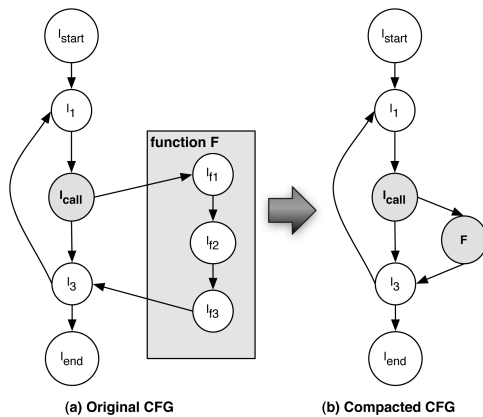 I_start
I_1
I_call
I_3
I_end
function F
I_f1
I_f2
I_f3
(a) Original CFG
I_start
I_1
I_call
F
I_3
I_end
(b) Compacted CFG